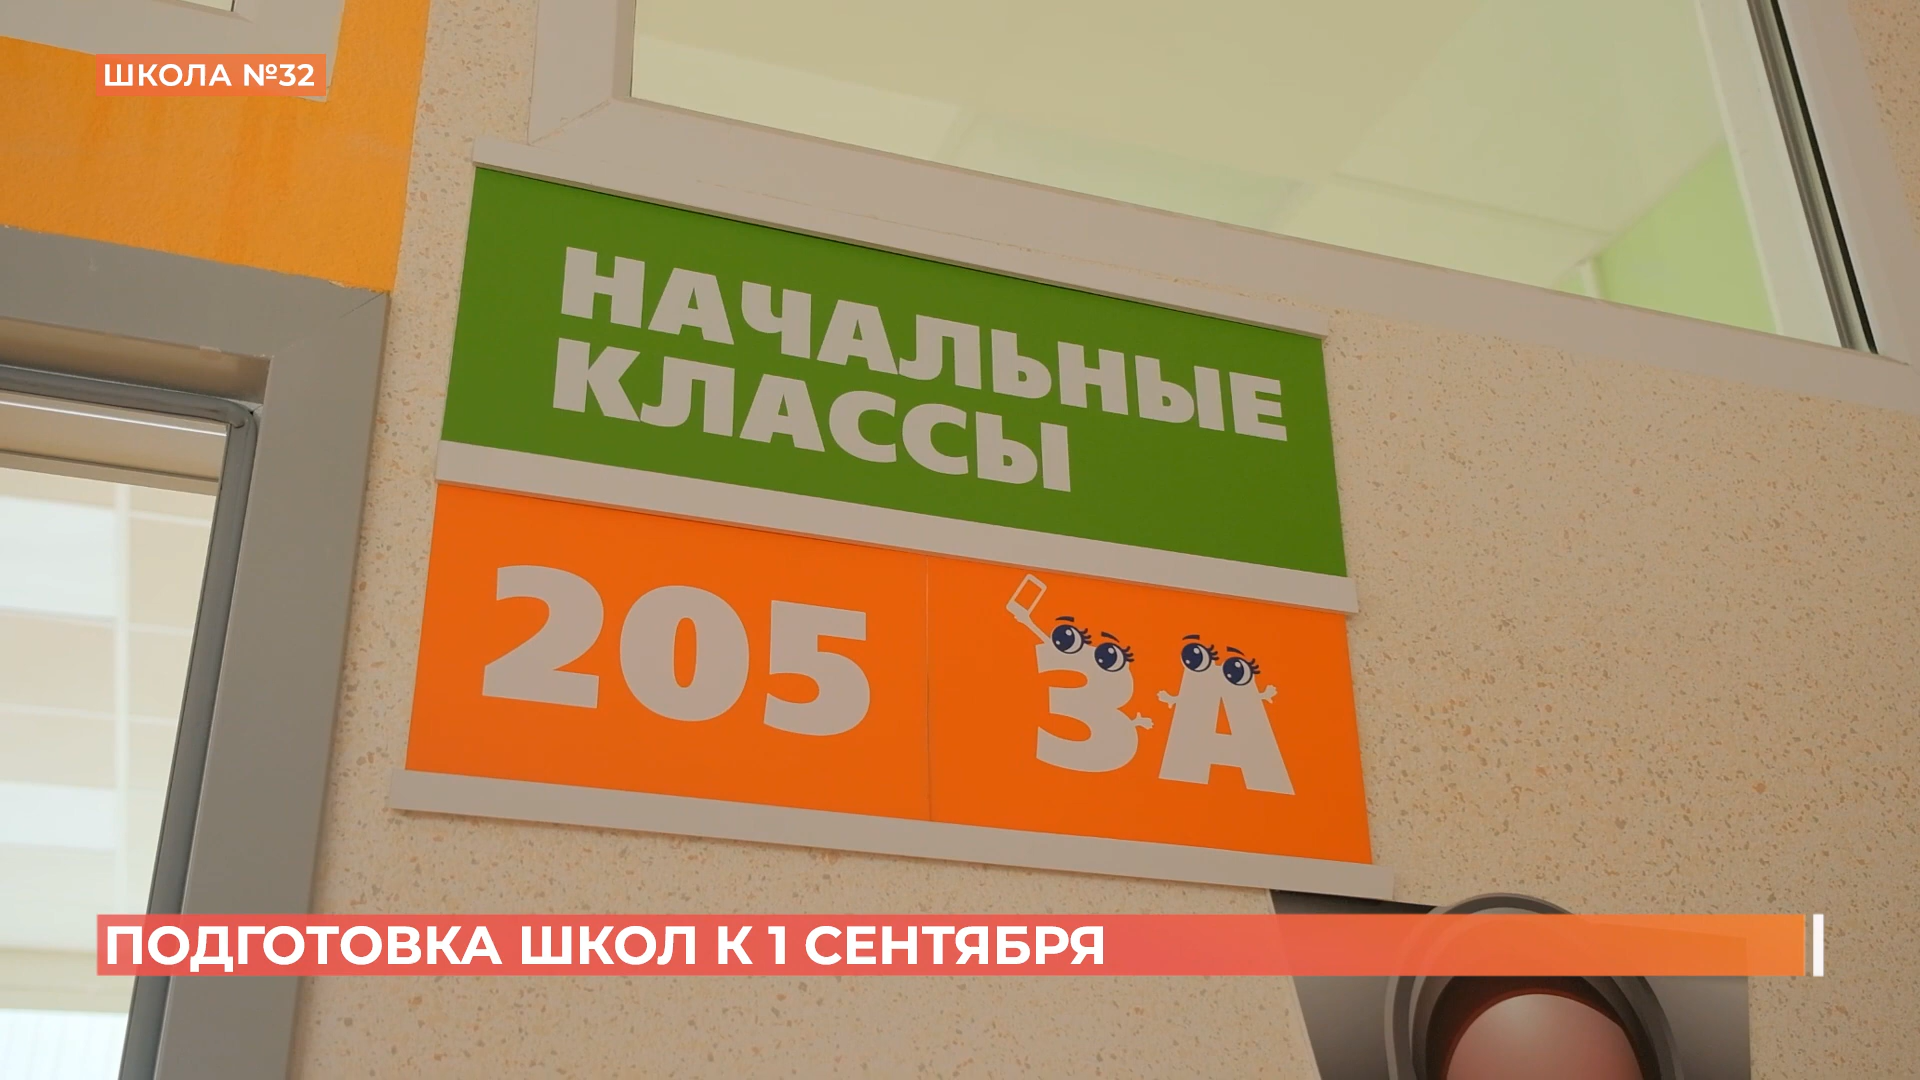 ШКОЛА №32
НАЧАЛЬНЫЕ
КЛАССЫ
205
3А
ПОДГОТОВКА ШКОЛ К 1 СЕНТЯБРЯ